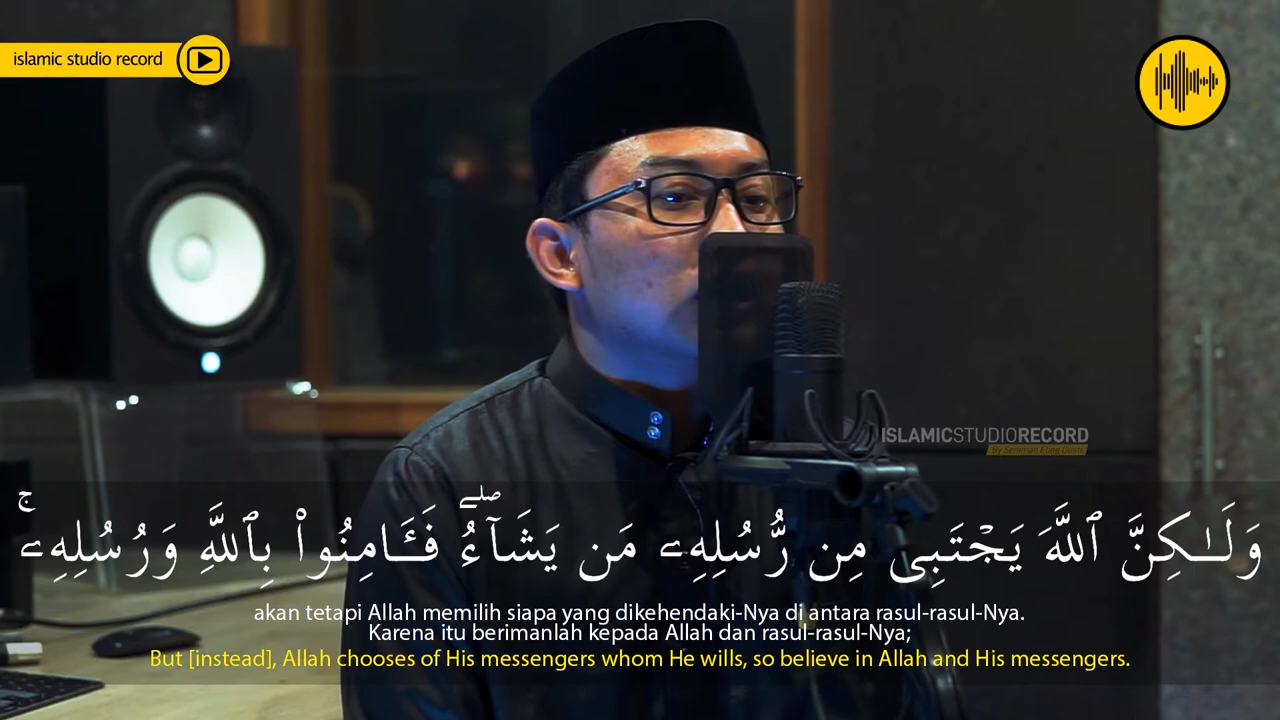 islamic studio record
ISLAMICSTUDIORECORD
وَلَـٰكِنَّ ٱللَّهَ يَجْتَبِى مِن رُّسُلِهِۦ مَن يَشَآءُ ۖ فَـَٔامِنُوا۟ بِٱللَّهِ وَرُسُلِهِۦ ۚ
akan tetapi Allah memilih siapa yang dikehendaki-Nya di antara rasul-rasul-Nya.
Karena itu berimanlah kepada Allah dan rasul-rasul-Nya;
But [instead], Allah chooses of His messengers whom He wills, so believe in Allah and His messengers.